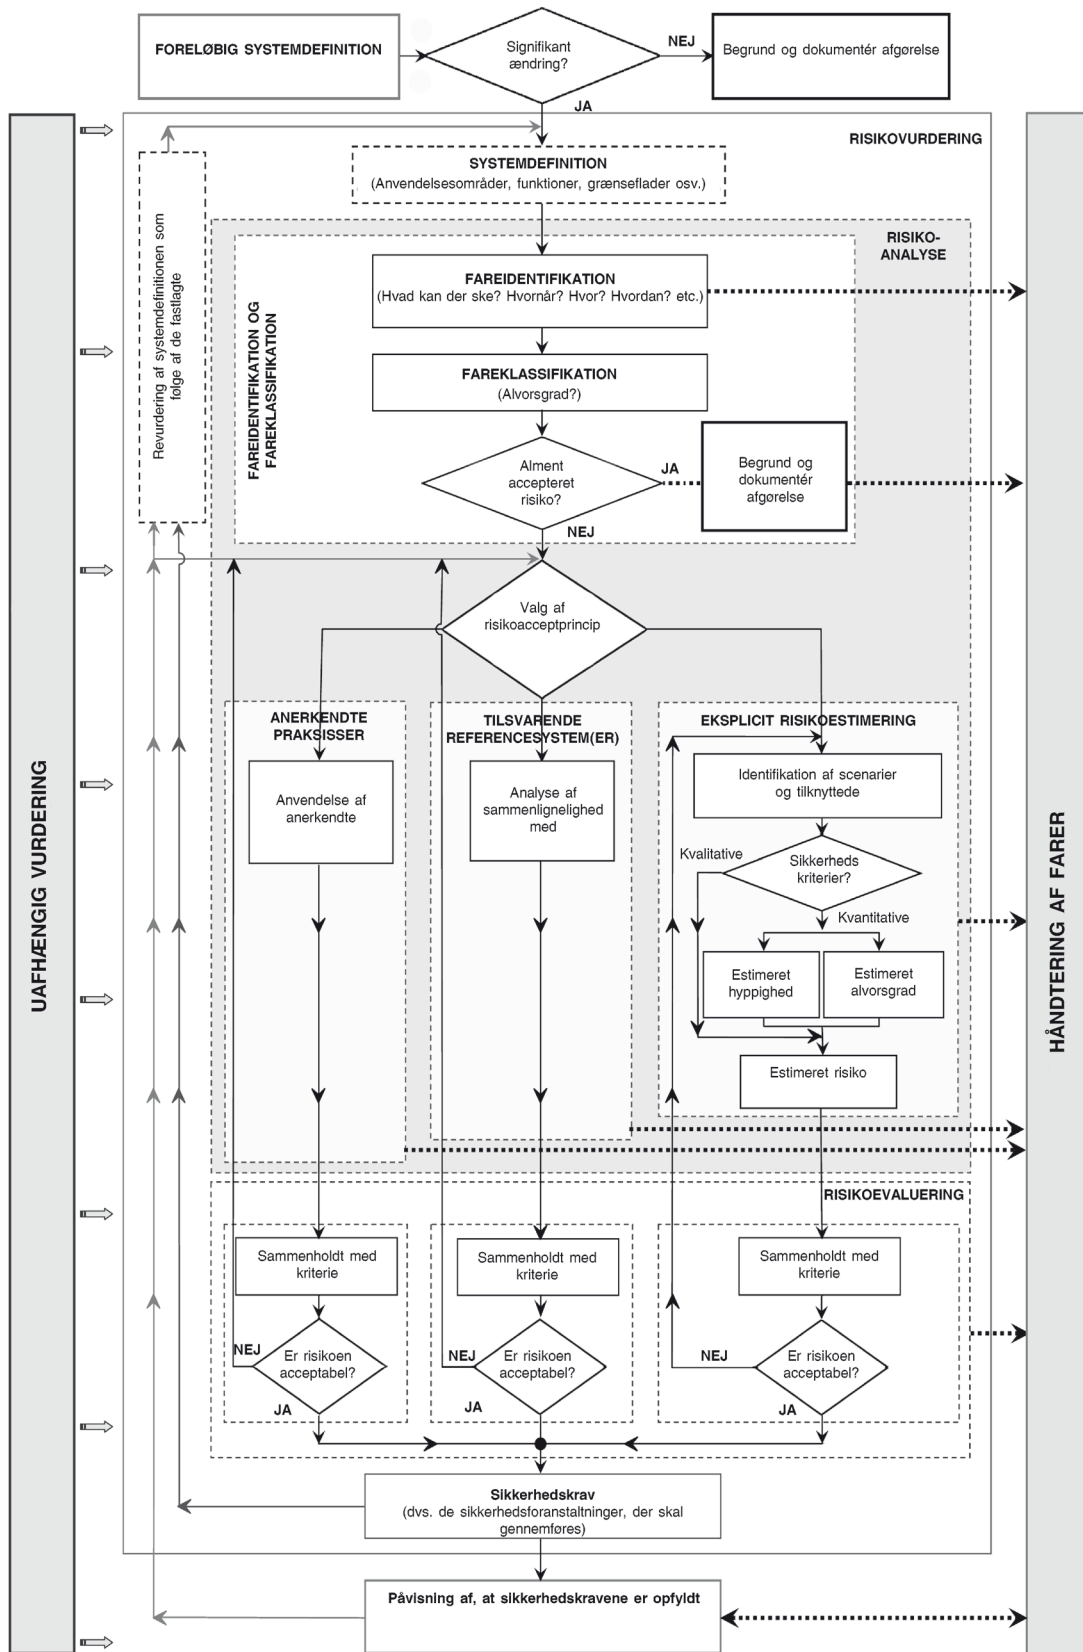 FORELØBIG SYSTEMDEFINITION
Signifikant
ændring?
NEJ
Begrund og dokumentér afgørelse
JA
RISIKOVURDERING
SYSTEMDEFINITION
(Anvendelsesområder, funktioner, grænseflader osv.)
RISIKO-
ANALYSE
Revurdering af systemdefinitionen som
følge af de fastlagte
FAREIDENTIFIKATION OG
FAREKLASSIFIKATION
FAREIDENTIFIKATION
(Hvad kan der ske? Hvornår? Hvor? Hvordan? etc.)
FAREKLASSIFIKATION
(Alvorsgrad?)
Alment
accepteret
risiko?
JA
Begrund og
dokumentér
afgørelse
NEJ
Valg af
risikoacceptprincip
ANERKENDTE
PRAKSISSER
TILSVARENDE
REFERENCESYSTEM(ER)
EKSPLICIT RISIKOESTIMERING
Anvendelse af
anerkendte
Analyse af
sammenlignelighed
med
Identifikation af scenarier
og tilknyttede
Kvalitative
Sikkerheds
kriterier?
Kvantitative
Estimeret
hyppighed
Estimeret
alvorsgrad
Estimeret risiko
UAFHÆNGIG VURDERING
HÅNDTERING AF FARER
RISIKOEVALUERING
Sammenholdt med
kriterie
Sammenholdt med
kriterie
Sammenholdt med
kriterie
NEJ
Er risikoen
acceptabel?
NEJ
Er risikoen
acceptabel?
NEJ
Er risikoen
acceptabel?
JA
JA
JA
Sikkerhedskrav
(dvs. de sikkerhedsforanstaltninger, der skal
gennemføres)
Påvisning af, at sikkerhedskravene er opfyldt